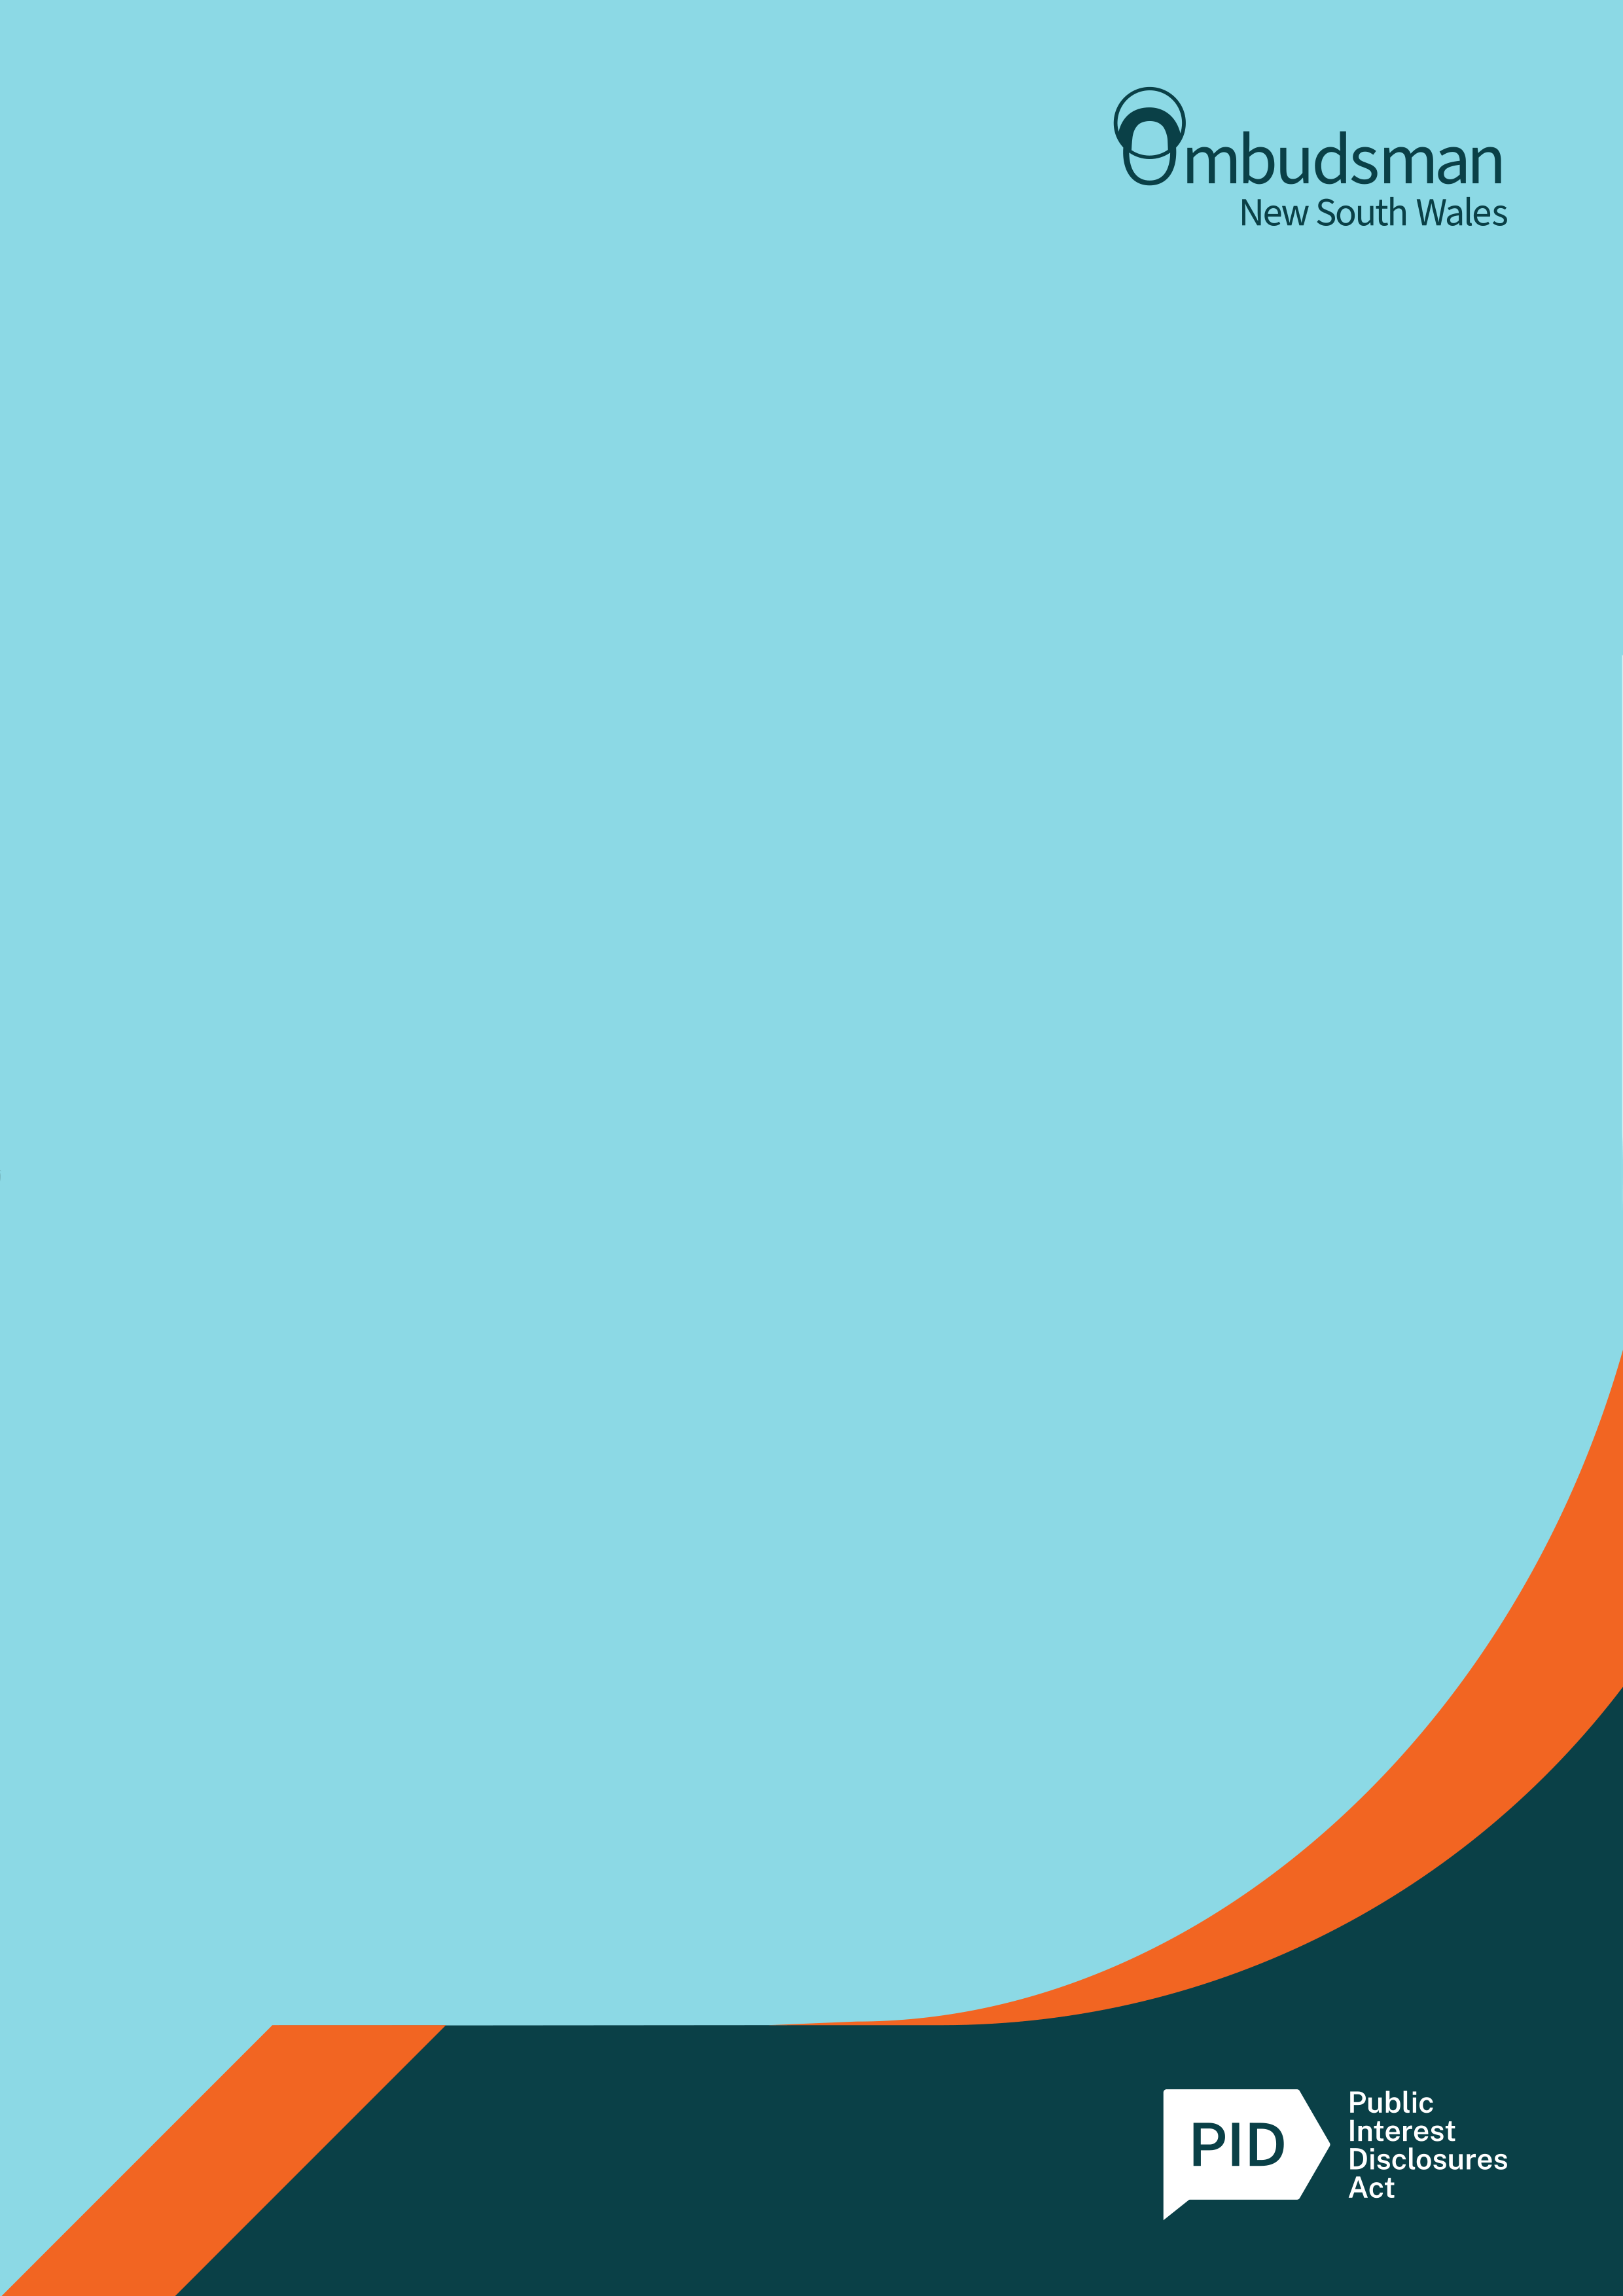 Ombudsman
New South Wales
PID
Public
Interest
Disclosures
Act